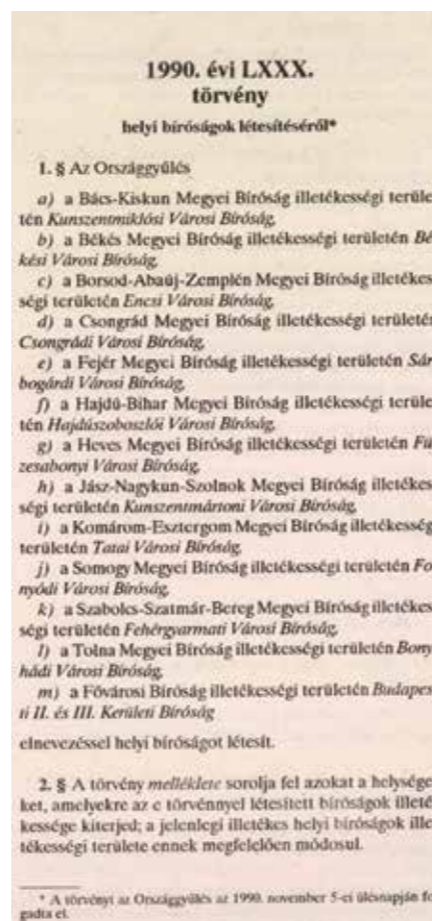 1990. évi LXXX.
törvény
helyi bíróságok létesítéséről*
1. § Az Országgyűlés
a) a Bács-Kiskun Megyei Bíróság illetékességi terüle
tén Kunszentmiklósi Városi Bíróság,
b) a Békés Megyei Bíróság illetékességi területén Bé
kési Városi Bíróság,
c) a Borsod-Abaúj-Zemplén Megyei Bíróság illetékes
ségi területén Encsi Városi Bíróság,
d) a Csongrád Megyei Bíróság illetékességi területé
Csongrádi Városi Bíróság,
e) a Fejér Megyei Bíróság illetékességi területén Sár
bogárdi Városi Bíróság,
f) a Hajdú-Bihar Megyei Bíróság illetékességi terüle
tén Hajdúszoboszlói Városi Bíróság,
g) a Heves Megyei Bíróság illetékességi területén Fü
zesabonyi Városi Bíróság,
h) a Jász-Nagykun-Szolnok Megyei Bíróság illetékes
ségi területén Kunszentmártoni Városi Bíróság,
i) a Komárom-Esztergom Megyei Bíróság illetékesség
területén Tatai Városi Bíróság,
j) a Somogy Megyei Bíróság illetékességi területén Fo
nyódi Városi Bíróság,
k) a Szabolcs-Szatmár-Bereg Megyei Bíróság illetékes
ségi területén Fehérgyarmati Városi Bíróság,
l) a Tolna Megyei Bíróság illetékességi területén Bony
hádi Városi Bíróság,
m) a Fővárosi Bíróság illetékességi területén Budapes
ti II. és III. Kerületi Bíróság
elnevezéssel helyi bíróságot létesít.
2. § A törvény melléklete sorolja fel azokat a helysége
ket, amelyekre az e törvénnyel létesített bíróságok illeté
kessége kiterjed; a jelenlegi illetékes helyi bíróságok ille
tékességi területe ennek megfelelően módosul.
* A törvényt az Országgyűlés az 1990. november 5-ei ülésnapján fo
gadta el.